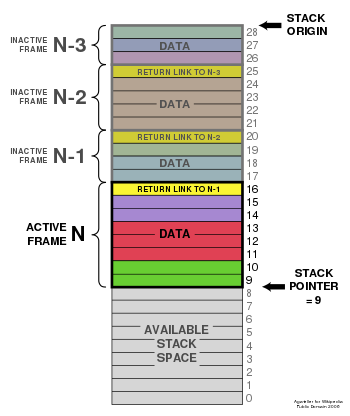 STACK
ORIGIN
28
INACTIVE
FRAME N-3
DATA
27
26
RETURN LINK TO N-3
25
24
INACTIVE
FRAME N-2
DATA
23
22
21
RETURN LINK TO N-2
20
19
INACTIVE
FRAME N-1
DATA
18
17
RETURN LINK TO N-1
16
15
14
ACTIVE
FRAME N
DATA
13
12
11
10
9
STACK
POINTER
= 9
8
7
6
AVAILABLE
STACK
SPACE
5
4
3
2
1
0
Agateller for Wikipedia
Public Domain 2006